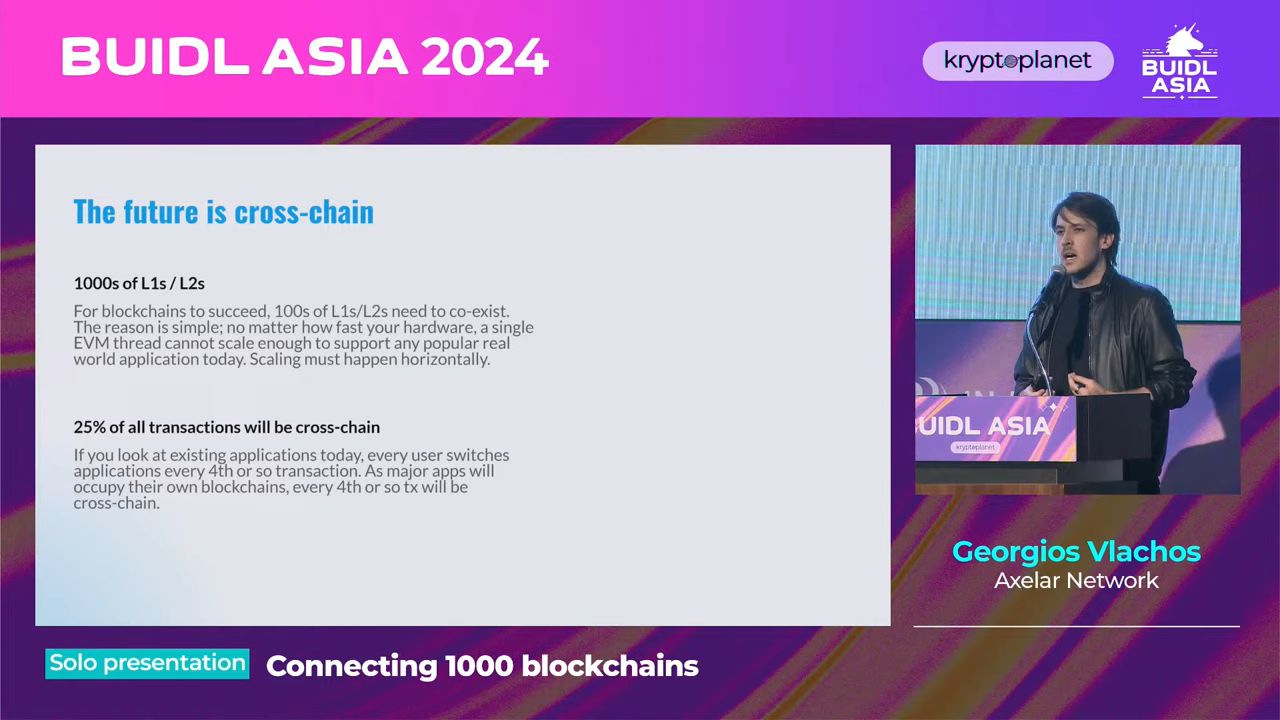 BUIDL ASIA 2024
kryptoplanet
BUIDL
ASIA
The future is cross-chain
1000s of L1s / L2s
For blockchains to succeed, 100s of L1s/L2s need to co-exist.
The reason is simple; no matter how fast your hardware, a single
EVM thread cannot scale enough to support any popular real
world application today. Scaling must happen horizontally.
25% of all transactions will be cross-chain
If you look at existing applications today, every user switches
applications every 4th or so transaction. As major apps will
occupy their own blockchains, every 4th or so tx will be
cross-chain.
UIDL ASIA
kryptoplanet
Georgios Vlachos
Axelar Network
Solo presentation
Connecting 1000 blockchains